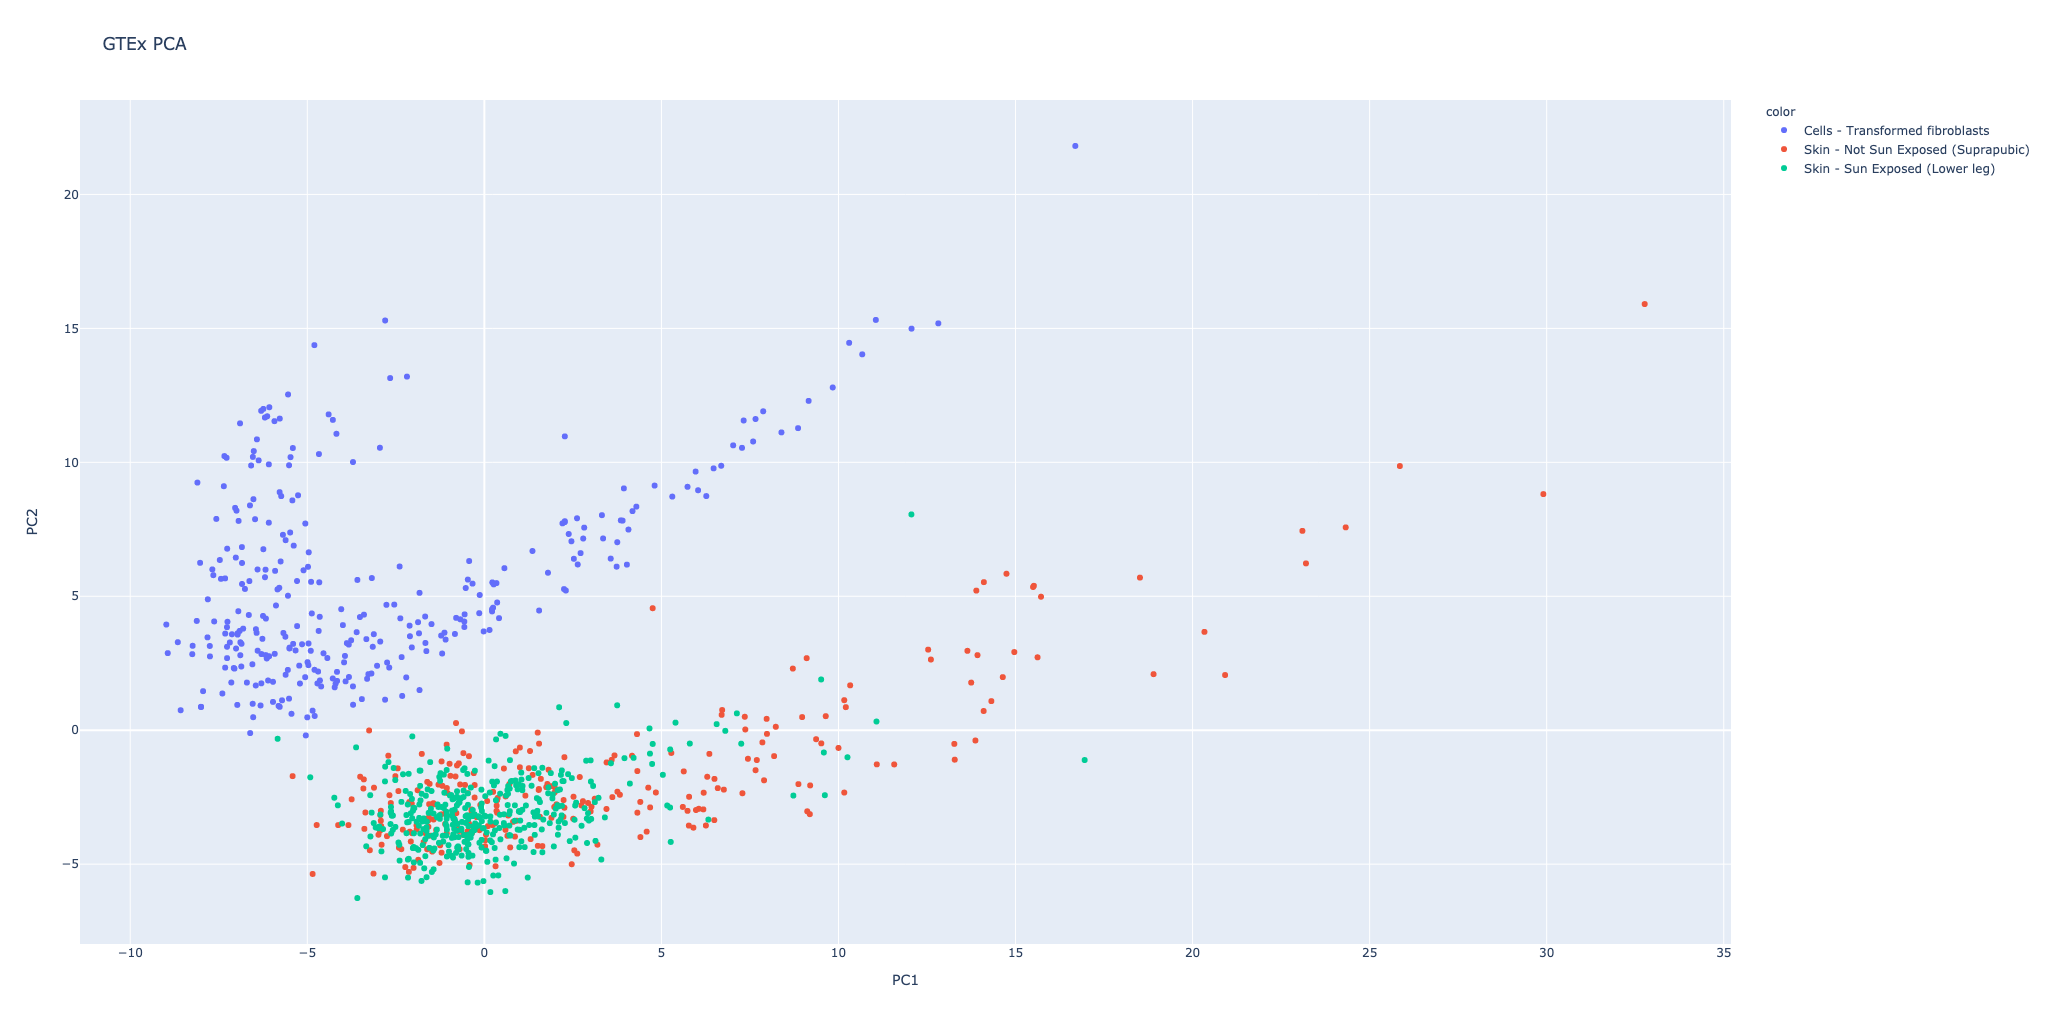 GTEx PCA
color
Cells - Transformed fibroblasts
Skin - Not Sun Exposed (Suprapubic)
Skin - Sun Exposed (Lower leg)
20
15
10
5
0
−5
PC2
−10 −5 0 5 10 15 20 25 30 35
PC1